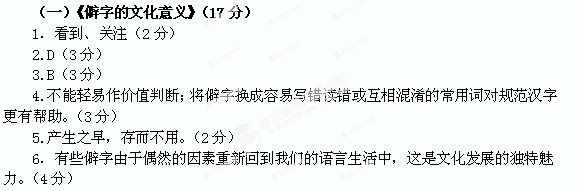 （一）《僻字的文化意义》（17 分）
1．看到、关注（2 分）
2.D（3 分）
3.B（3 分）
4.不能轻易作价值判断；将僻字换成容易写错读错或互相混淆的常用词对规范汉字
更有帮助。（3 分）
5.产生之早，存而不用。（2 分）
6．有些僻字由于偶然的因素重新回到我们的语言生活中，这是文化发展的独特魅
力。（4 分）